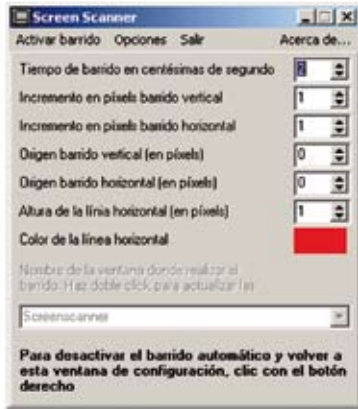 Screen Scanner
Activar barrido Opciones Salir Acerca de...
Tiempo de barrido en centésimas de segundo 2
Incremento en píxels barrido vertical 1
Incremento en píxels barrido horizontal 1
Origen barrido vertical (en píxels) 0
Origen barrido horizontal (en píxels) 0
Altura de la línia horizontal (en píxels) 1
Color de la línea horizontal
Nombre de la ventana donde realizar el
barrido. Haz doble click para actualizar las
Screenscanner
Para desactivar el barrido automático y volver a
esta ventana de configuración, clic con el botón
derecho